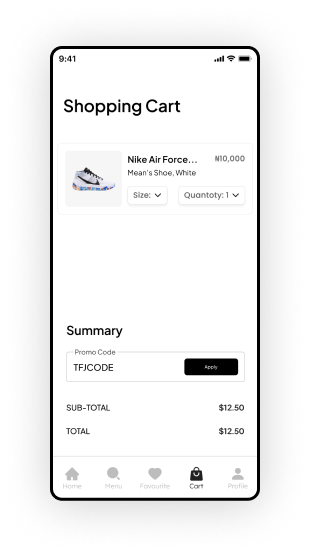 9:41
Shopping Cart
Nike Air Force... ₦10,000
Mean's Shoe, White
Size: Quantoty: 1
Summary
Promo Code
TFJCODE Apply
SUB-TOTAL $12.50
TOTAL $12.50
Home Menu Favourite Cart Profile